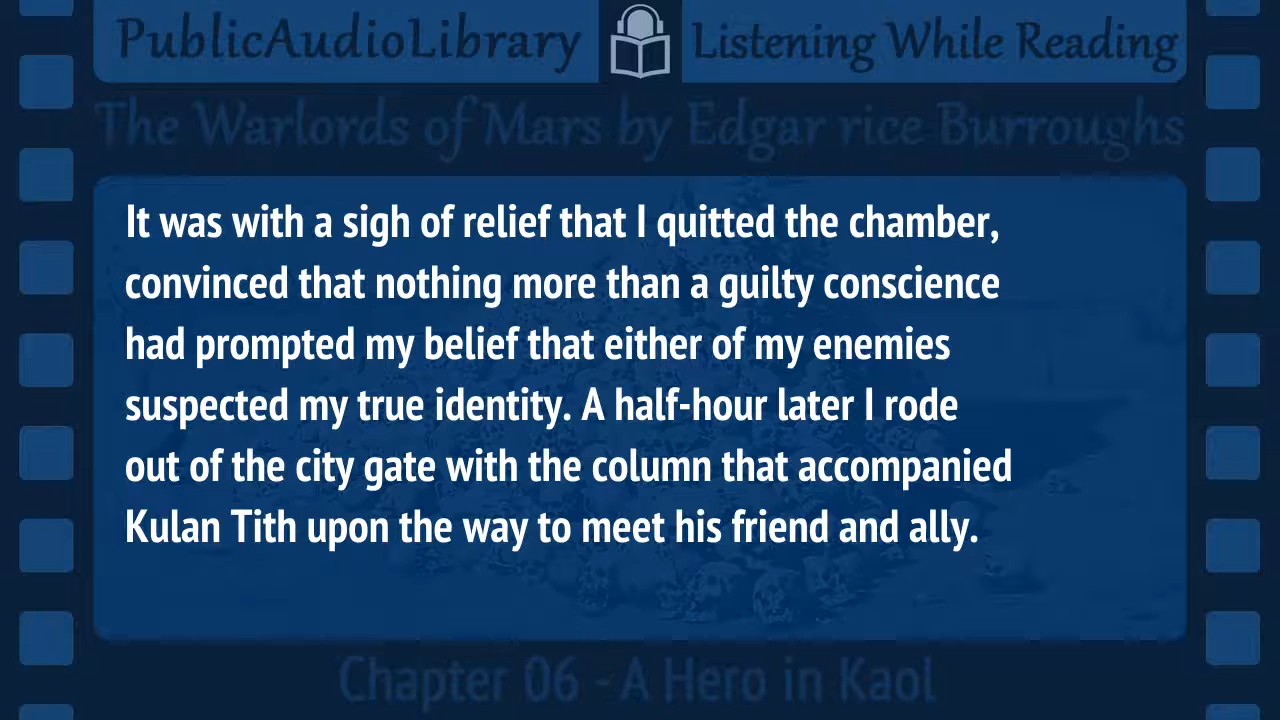 PublicAudioLibrary Listening While Reading
The Warlords of Mars by Edgar rice Burroughs
It was with a sigh of relief that I quitted the chamber,
convinced that nothing more than a guilty conscience
had prompted my belief that either of my enemies
suspected my true identity. A half-hour later I rode
out of the city gate with the column that accompanied
Kulan Tith upon the way to meet his friend and ally.
Chapter 06 - A Hero in Kaol